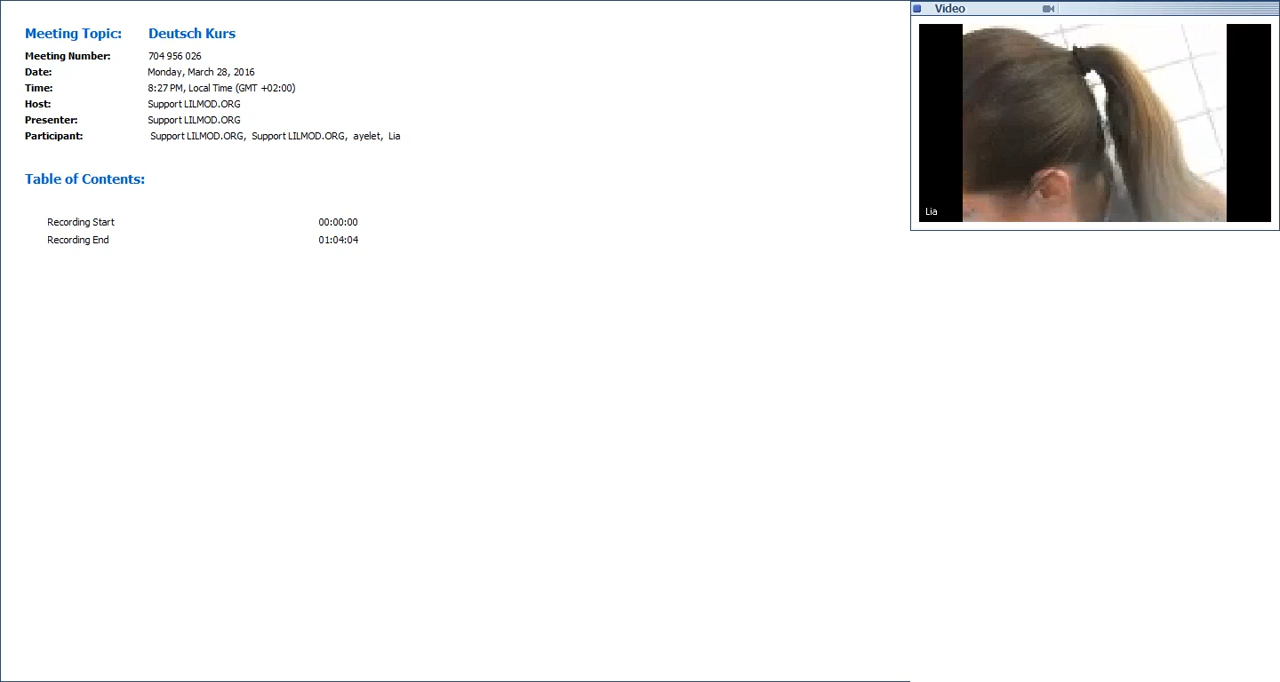 Meeting Topic: Deutsch Kurs
Meeting Number: 704 956 026
Date: Monday, March 28, 2016
Time: 8:27 PM, Local Time (GMT +02:00)
Host: Support LILMOD.ORG
Presenter: Support LILMOD.ORG
Participant: Support LILMOD.ORG, Support LILMOD.ORG, ayelet, Lia
Table of Contents:
Recording Start 00:00:00
Recording End 01:04:04
Video
Lia